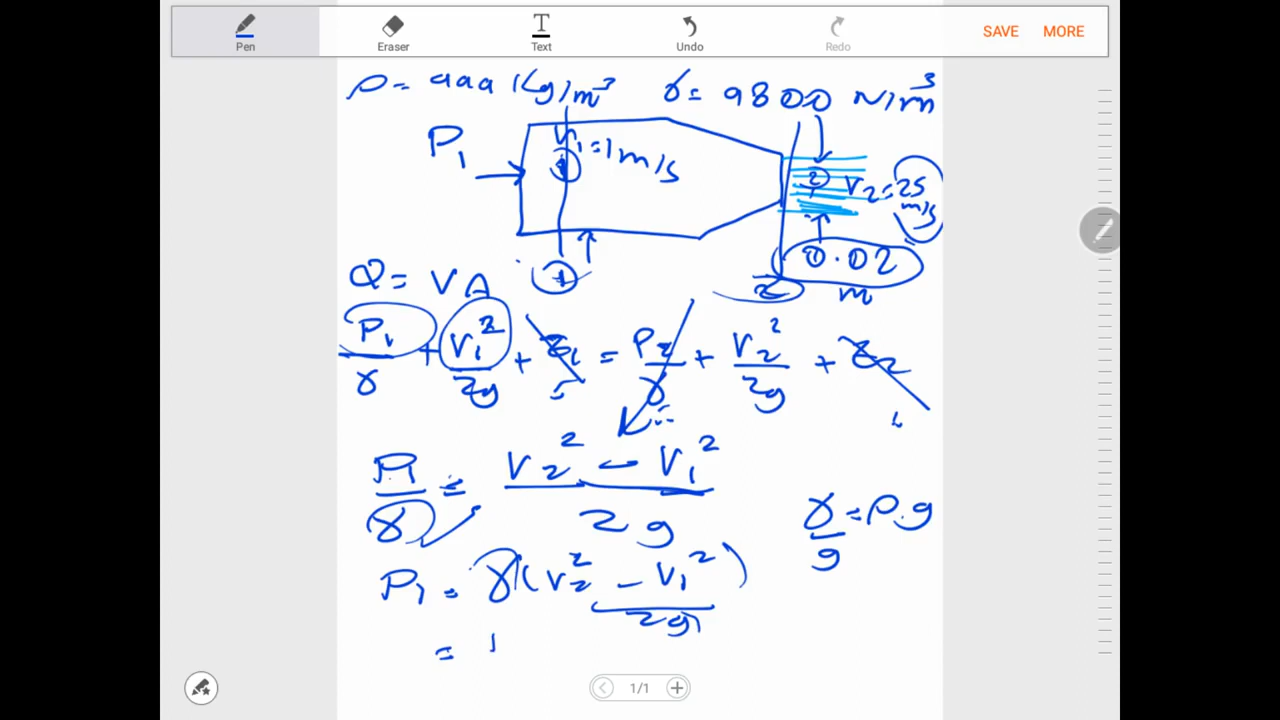 Pen Eraser Text Undo Redo SAVE MORE
ρ = 999 Kg/m³ γ = 9800 N/m³
P₁
V₁ = 1 m/s
1
2 V₂ = 25 m/s
0.02 m
1
2
Q = VA
P₁/γ + V₁²/2g + Z₁ = P₂/γ + V₂²/2g + Z₂
P₁/γ = V₂² - V₁² / 2g
γ/g = ρ.g
P₁ = γ(V₂² - V₁²)/2g
=
1/1